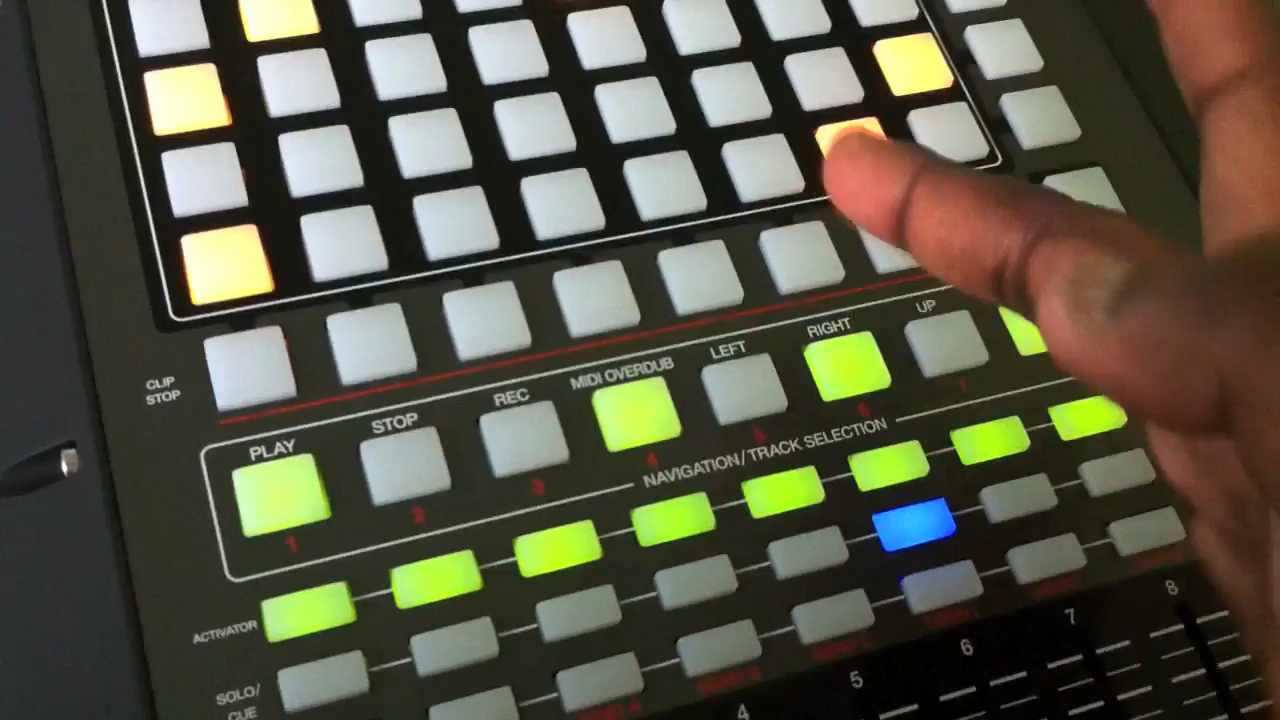 CLIP
STOP
PLAY
STOP
REC
MIDI OVERDUB
LEFT
RIGHT
UP
1
2
3
4
5
6
7
NAVIGATION/TRACK SELECTION
ACTIVATOR
SOLO/
CUE
4
5
6
7
8